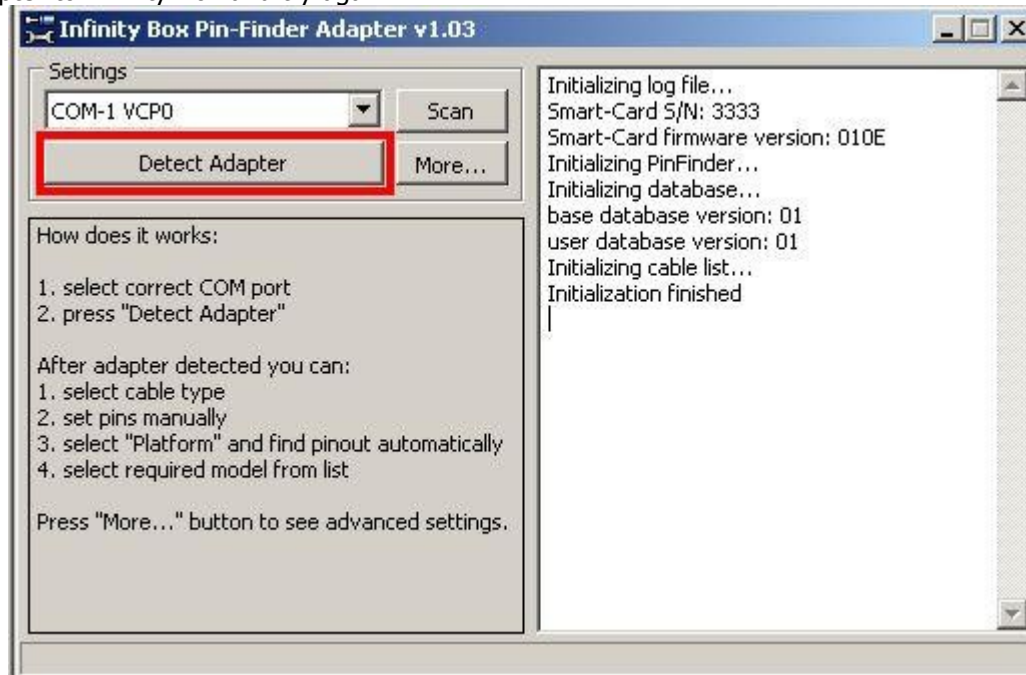 Infinity Box Pin-Finder Adapter v1.03
Settings
COM-1 VCP0
Scan
Detect Adapter
More...
How does it works:
1. select correct COM port
2. press "Detect Adapter"
After adapter detected you can:
1. select cable type
2. set pins manually
3. select "Platform" and find pinout automatically
4. select required model from list
Press "More..." button to see advanced settings.
Initializing log file...
Smart-Card S/N: 3333
Smart-Card firmware version: 010E
Initializing PinFinder...
Initializing database...
base database version: 01
user database version: 01
Initializing cable list...
Initialization finished